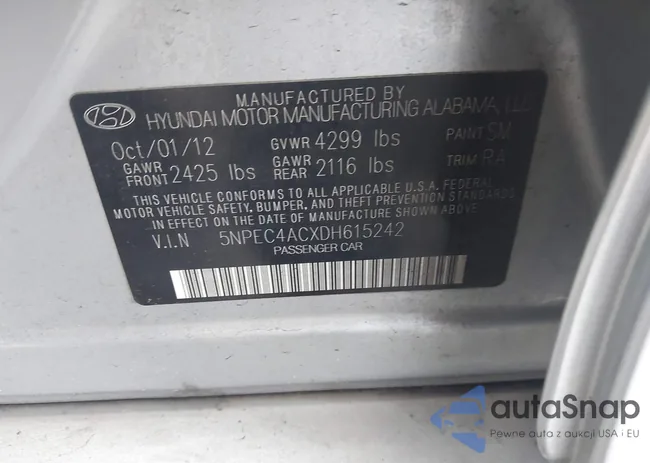 MANUFACTURED BY
HYUNDAI MOTOR MANUFACTURING ALABAMA, LLC
Oct/01/12 GVWR 4299 lbs PAINT SM
GAWR FRONT 2425 lbs GAWR REAR 2116 lbs TRIM RA
THIS VEHICLE CONFORMS TO ALL APPLICABLE U.S.A. FEDERAL
MOTOR VEHICLE SAFETY, BUMPER, AND THEFT PREVENTION STANDARDS
IN EFFECT ON THE DATE OF MANUFACTURE SHOWN ABOVE.
V.I.N 5NPEC4ACXDH615242
PASSENGER CAR
autaSnap
Pewne auta z aukcji USA i EU